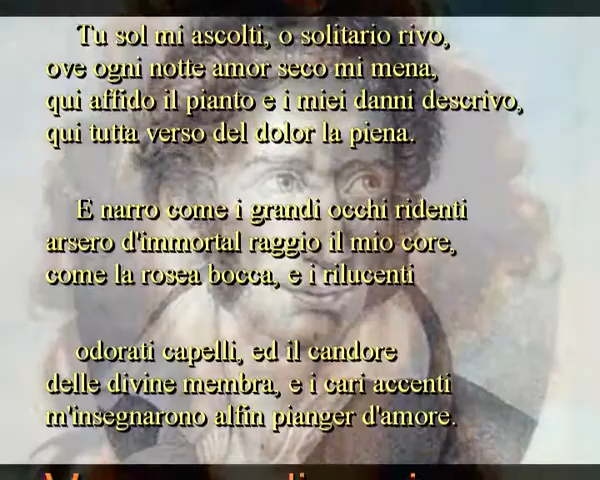 Tu sol mi ascolti, o solitario rivo,
ove ogni notte amor seco mi mena,
qui affido il pianto e i miei danni descrivo,
qui tutta verso del dolor la piena.
E narro come i grandi occhi ridenti
arsero d'immortal raggio il mio core,
come la rosea bocca, e i rilucenti
odorati capelli, ed il candore
delle divine membra, e i cari accenti
m'insegnarono alfin pianger d'amore.